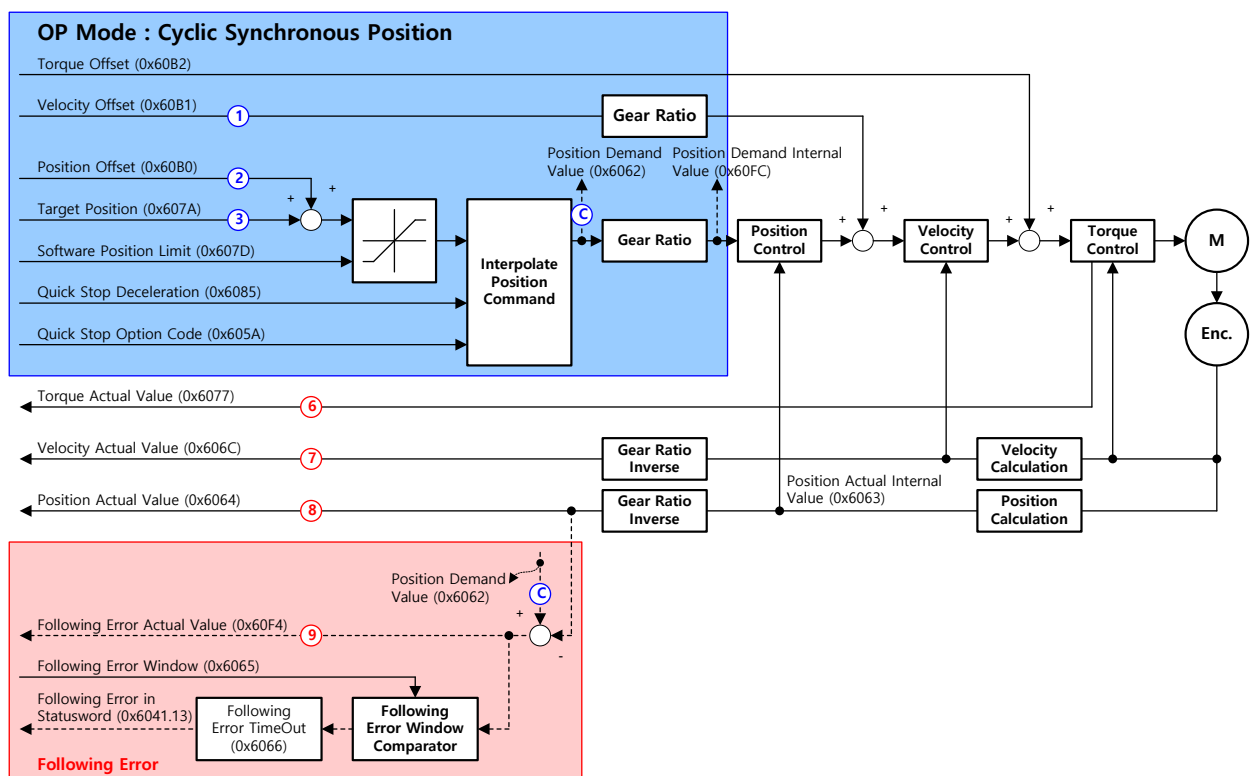 OP Mode : Cyclic Synchronous Position
Torque Offset (0x60B2)
Velocity Offset (0x60B1)
1
Gear Ratio
Position Demand
Value (0x6062)
Position Demand Internal
Value (0x60FC)
Position Offset (0x60B0)
2
+
+
C
Target Position (0x607A)
3
Software Position Limit (0x607D)
Quick Stop Deceleration (0x6085)
Quick Stop Option Code (0x605A)
Interpolate
Position
Command
Gear Ratio
Position
Control
+
+
Velocity
Control
+
+
Torque
Control
M
Enc.
Torque Actual Value (0x6077)
6
Velocity Actual Value (0x606C)
7
Gear Ratio
Inverse
Velocity
Calculation
Position Actual Value (0x6064)
8
Gear Ratio
Inverse
Position Actual Internal
Value (0x6063)
Position
Calculation
Position Demand
Value (0x6062)
C
+
-
Following Error Actual Value (0x60F4)
9
Following Error Window (0x6065)
Following Error in
Statusword (0x6041.13)
Following
Error TimeOut
(0x6066)
Following
Error Window
Comparator
Following Error